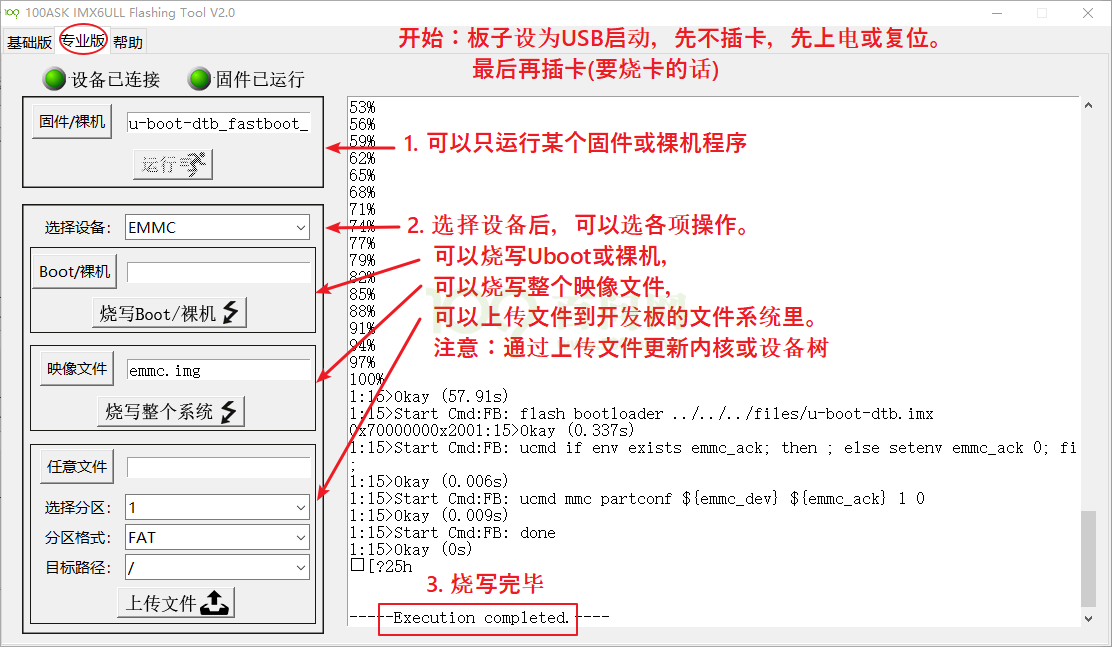 100ASK IMX6ULL Flashing Tool V2.0
基础版 专业版 帮助
开始：板子设为USB启动，先不插卡，先上电或复位。
最后再插卡(要烧卡的话)
设备已连接 固件已运行
固件/裸机 u-boot-dtb_fastboot_
运行
1. 可以只运行某个固件或裸机程序
选择设备: EMMC
2. 选择设备后，可以选各项操作。
可以烧写Uboot或裸机,
可以烧写整个映像文件,
可以上传文件到开发板的文件系统里。
注意：通过上传文件更新内核或设备树
Boot/裸机
烧写Boot/裸机
映像文件 emmc.img
烧写整个系统
任意文件
选择分区: 1
分区格式: FAT
目标路径: /
上传文件
53%
56%
59%
62%
65%
68%
71%
74%
77%
79%
82%
85%
88%
91%
94%
97%
100%
1:15>Okay (57.91s)
1:15>Start Cmd:FB: flash bootloader ../../../files/u-boot-dtb.imx
0x70000000x2001:15>Okay (0.337s)
1:15>Start Cmd:FB: ucmd if env exists emmc_ack; then ; else setenv emmc_ack 0; fi
;
1:15>Okay (0.006s)
1:15>Start Cmd:FB: ucmd mmc partconf ${emmc_dev} ${emmc_ack} 1 0
1:15>Okay (0.009s)
1:15>Start Cmd:FB: done
1:15>Okay (0s)
□[?25h
3. 烧写完毕
-----Execution completed.----